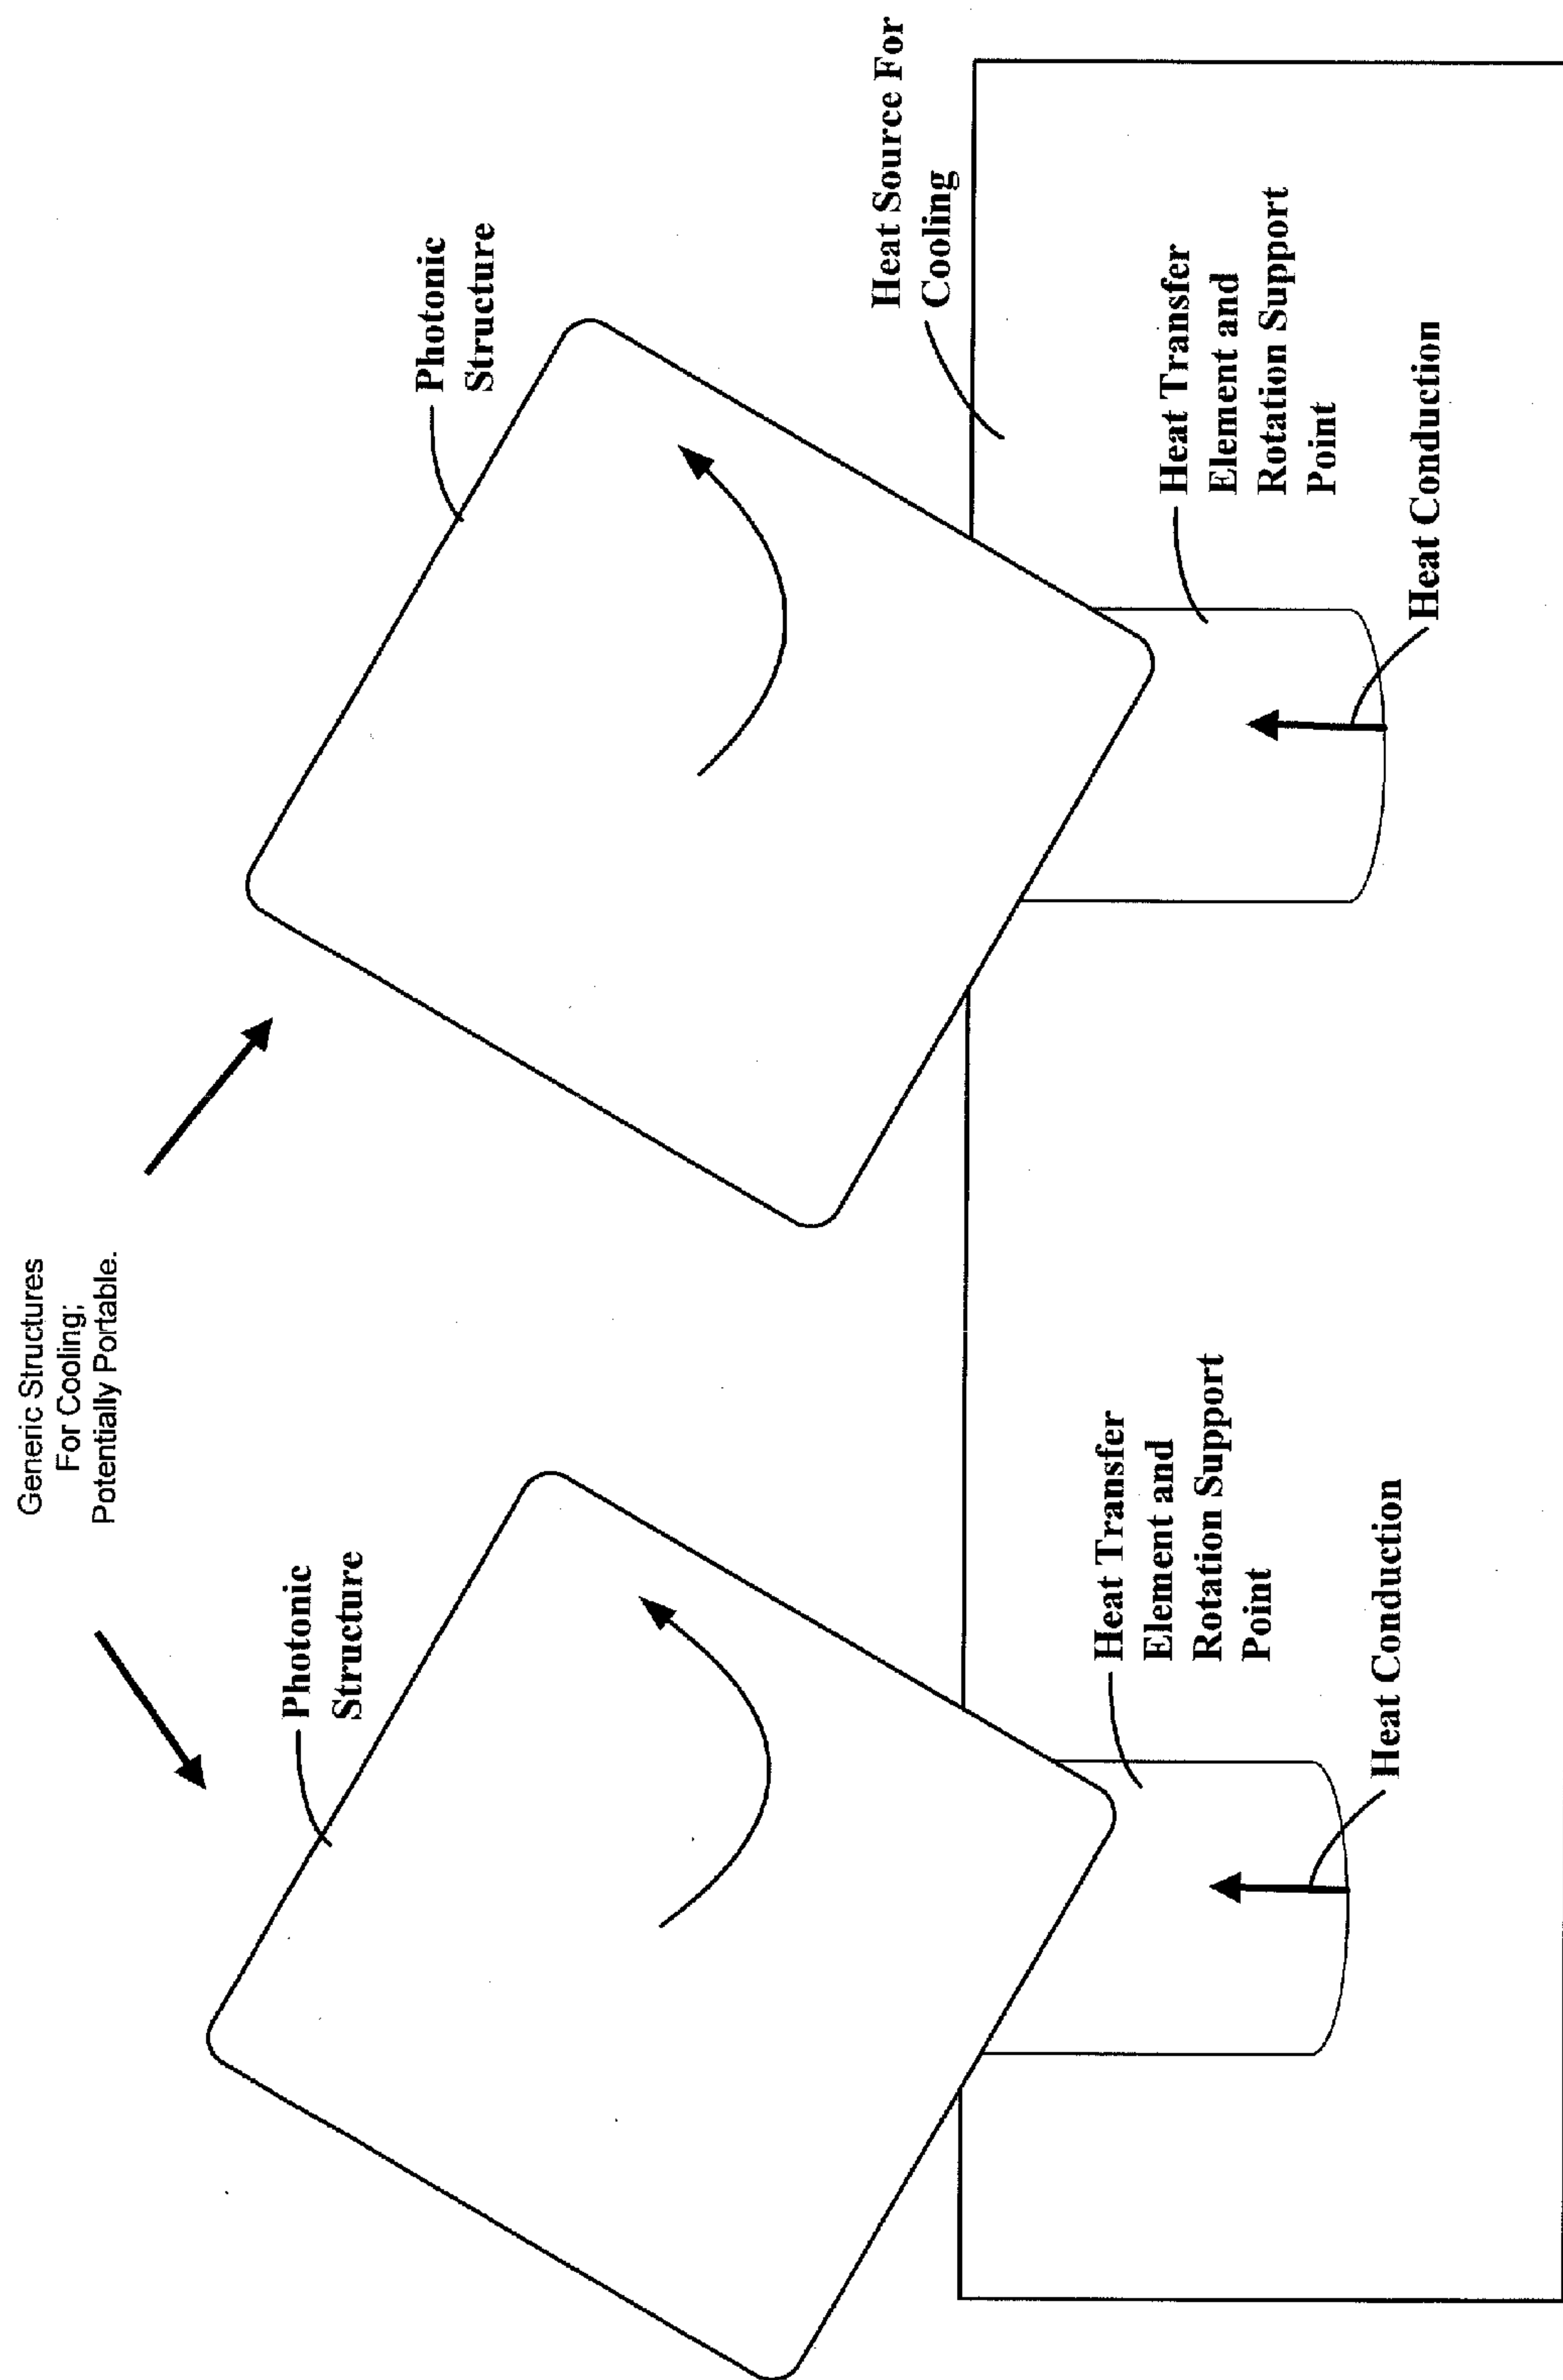 Generic Structures
For Cooling;
Potentially Portable.
Photonic
Structure
Photonic
Structure
Heat Source For
Cooling
Heat Transfer
Element and
Rotation Support
Point
Heat Conduction
Heat Transfer
Element and
Rotation Support
Point
Heat Conduction